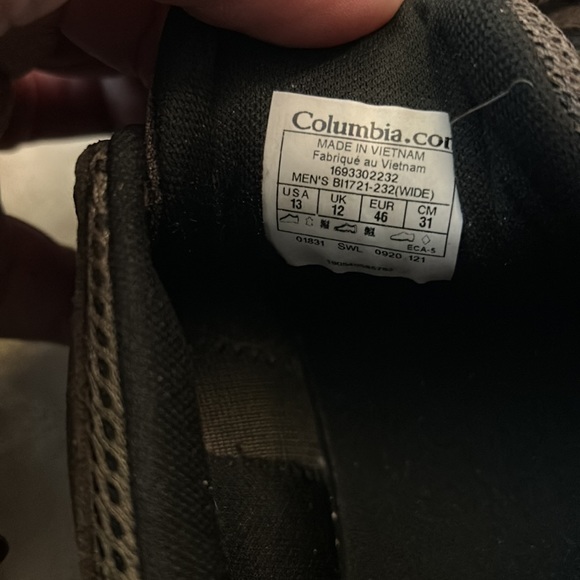 Columbia.cor
MADE IN VIETNAM
Fabriqué au Vietnam
1693302232
MEN'S BI1721-232(WIDE)
USA UK EUR CM
13 12 46 31
ECA-5
01831 SWL 0920 121